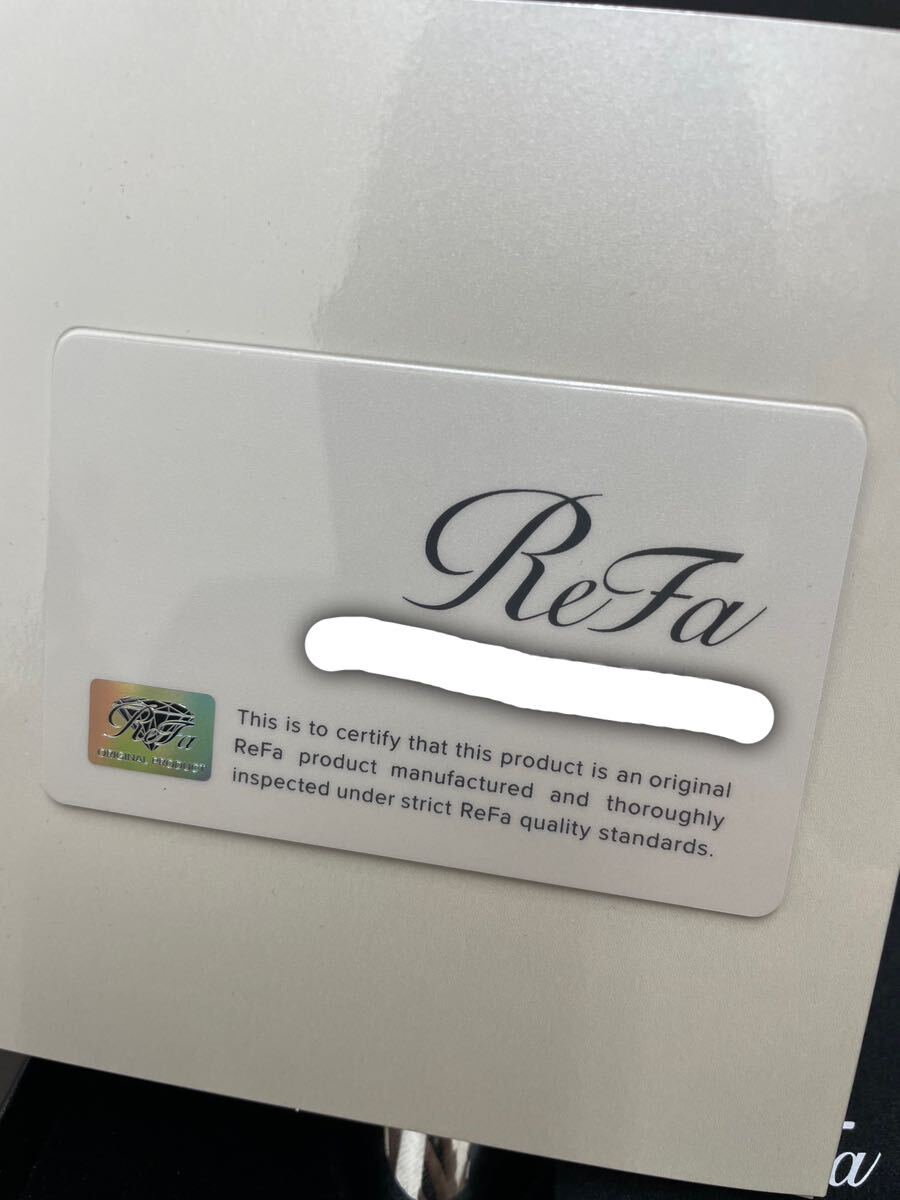 ReFa
This is to certify that this product is an original
ReFa product manufactured and thoroughly
inspected under strict ReFa quality standards.
ReFa
ORIGINAL PRODUCT
a